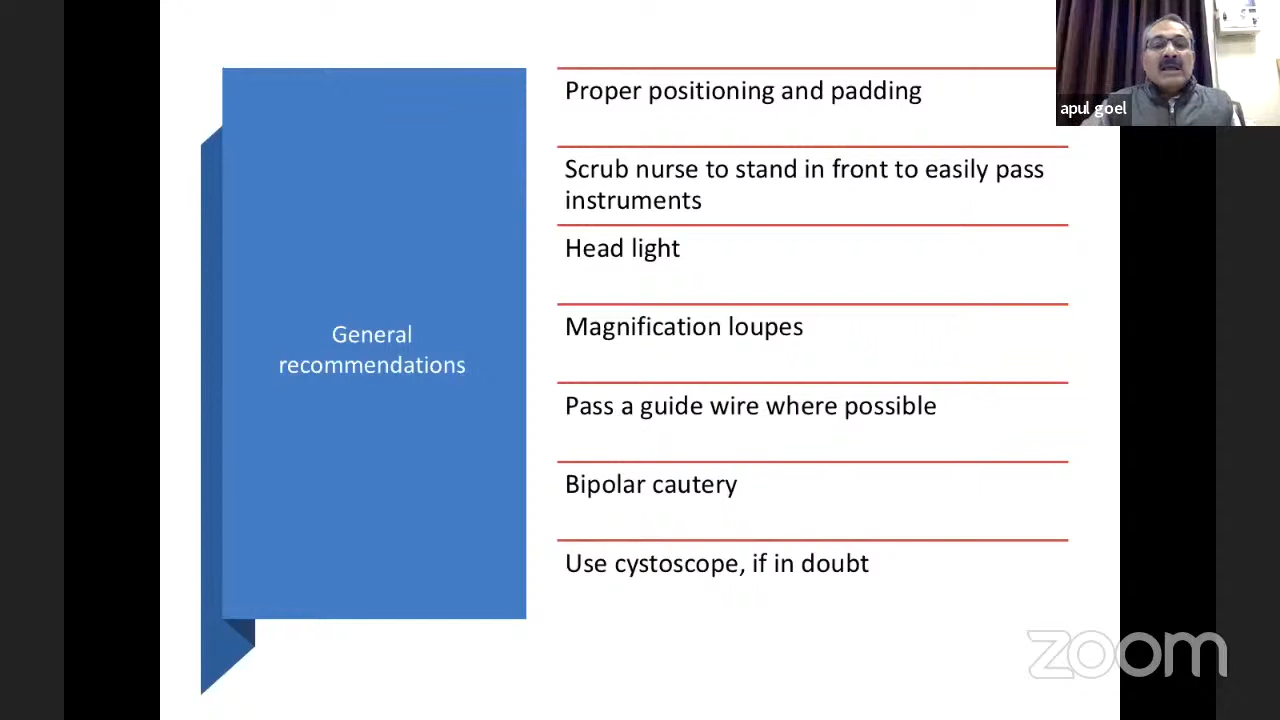 General
recommendations
Proper positioning and padding
Scrub nurse to stand in front to easily pass
instruments
Head light
Magnification loupes
Pass a guide wire where possible
Bipolar cautery
Use cystoscope, if in doubt
apul goel
zoom